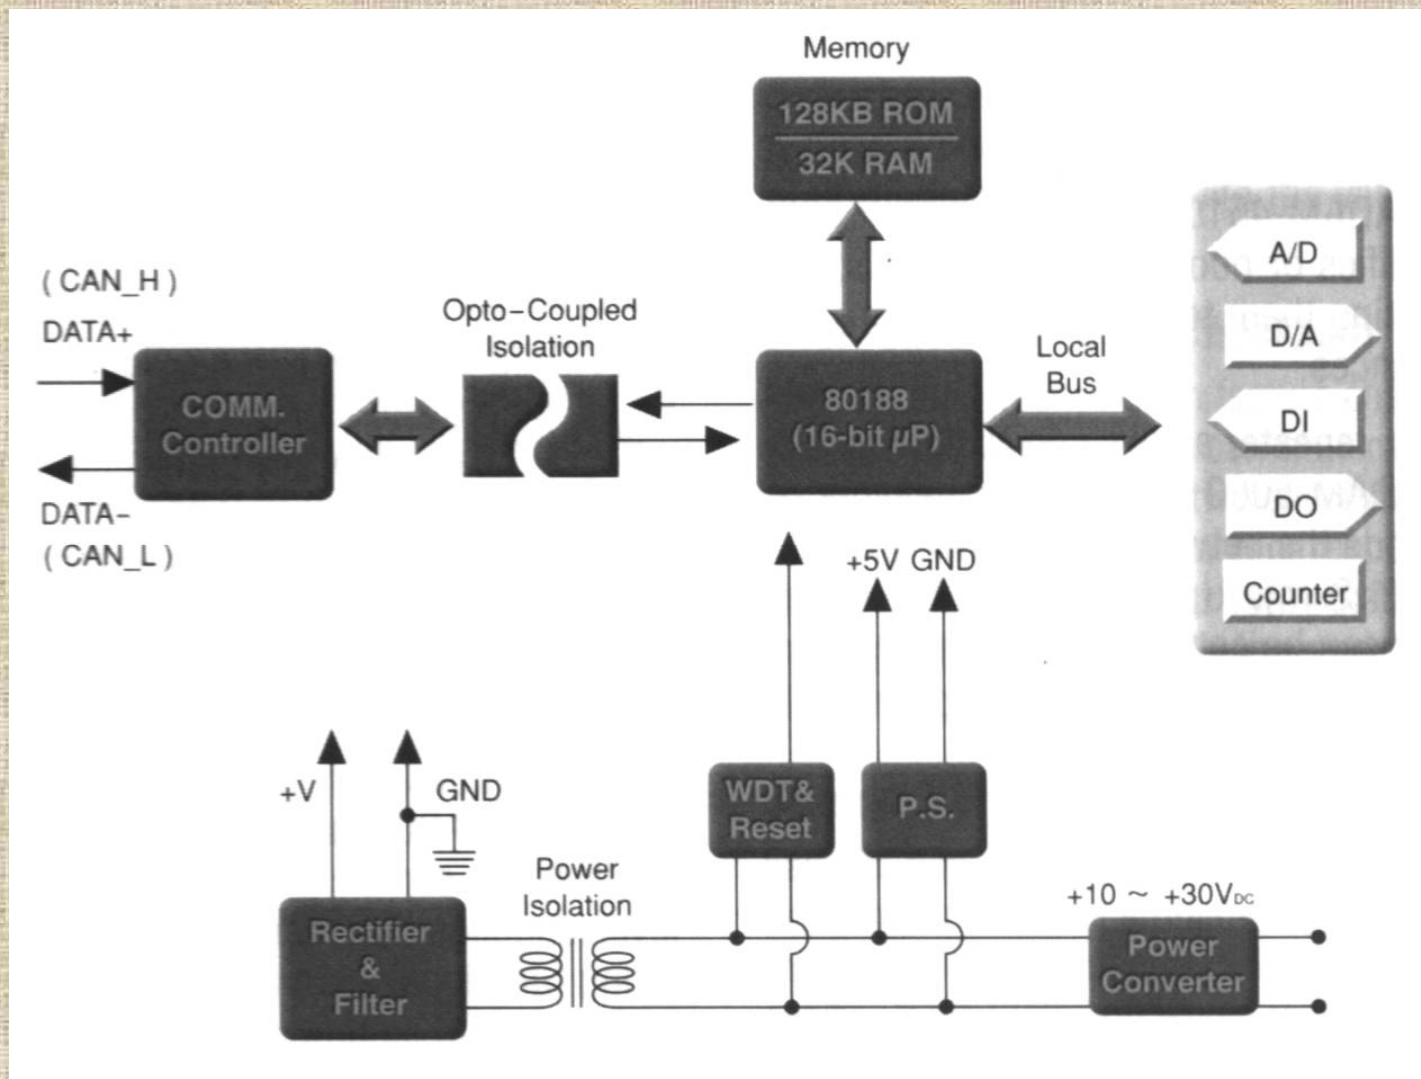 Memory
128KB ROM
32K RAM
( CAN_H )
DATA+
COMM.
Controller
DATA-
( CAN_L )
Opto-Coupled
Isolation
80188
(16-bit µP)
Local
Bus
A/D
D/A
DI
DO
Counter
+5V GND
WDT&
Reset
P.S.
+V
GND
Rectifier
&
Filter
Power
Isolation
+10 ~ +30VDC
Power
Converter